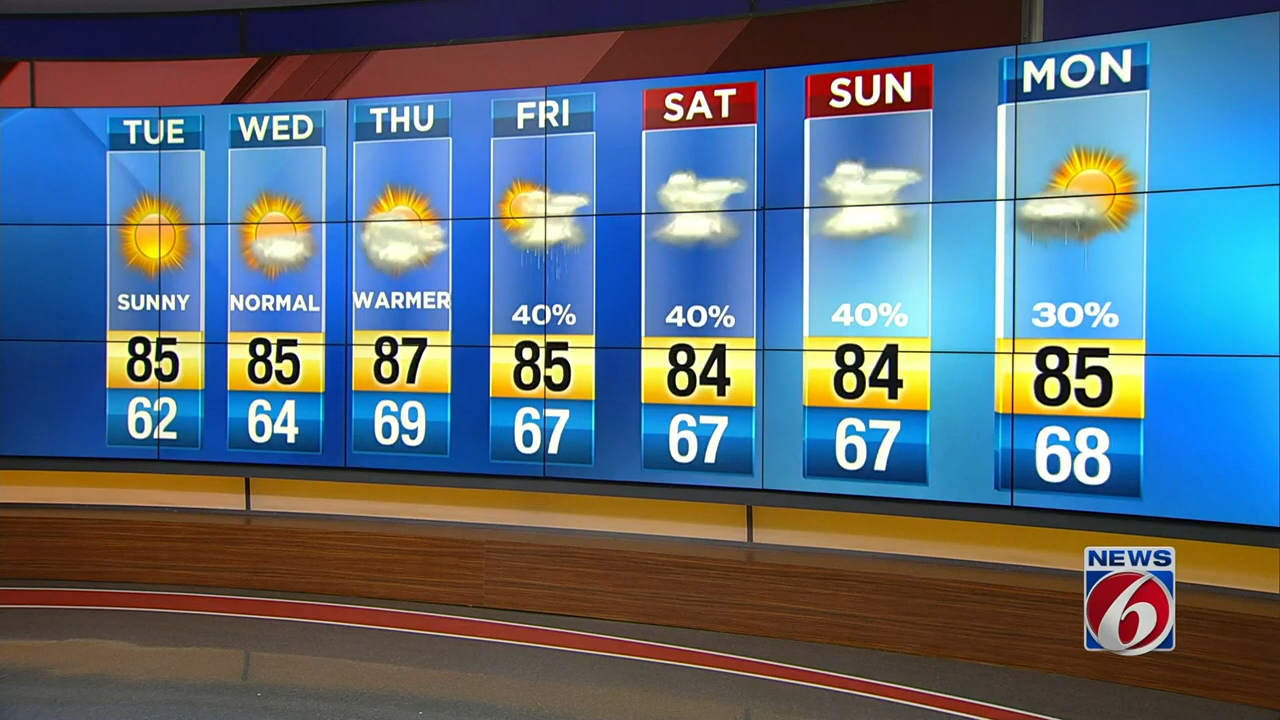 TUE
SUNNY
85
62
WED
NORMAL
85
64
THU
WARMER
87
69
FRI
40%
85
67
SAT
40%
84
67
SUN
40%
84
67
MON
30%
85
68
NEWS
6